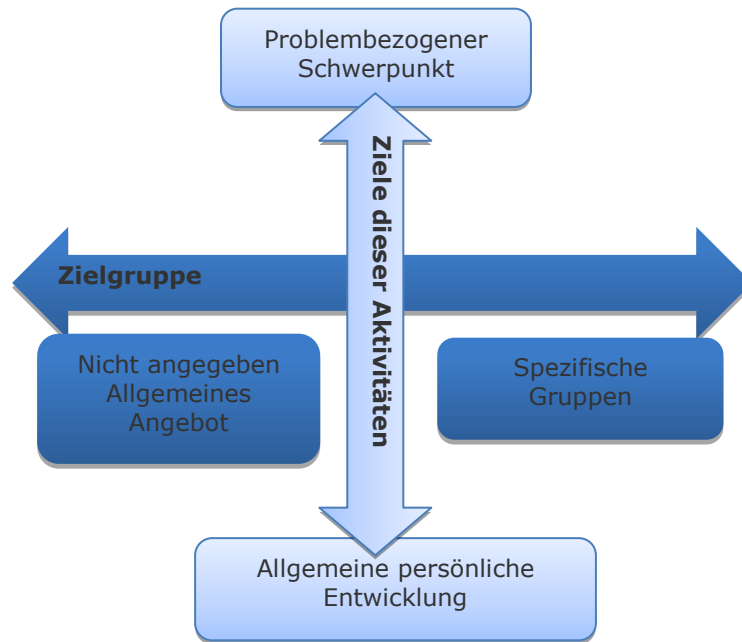 Problembezogener
Schwerpunkt
Ziele dieser Aktivitäten
Zielgruppe
Nicht angegeben
Allgemeines
Angebot
Spezifische
Gruppen
Allgemeine persönliche
Entwicklung